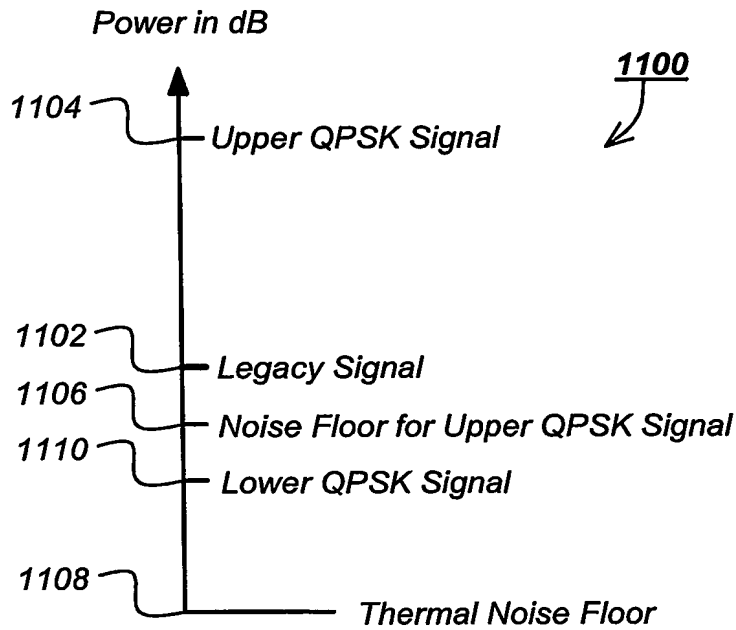 Power in dB
1100
1104
Upper QPSK Signal
1102
Legacy Signal
1106
Noise Floor for Upper QPSK Signal
1110
Lower QPSK Signal
1108
Thermal Noise Floor